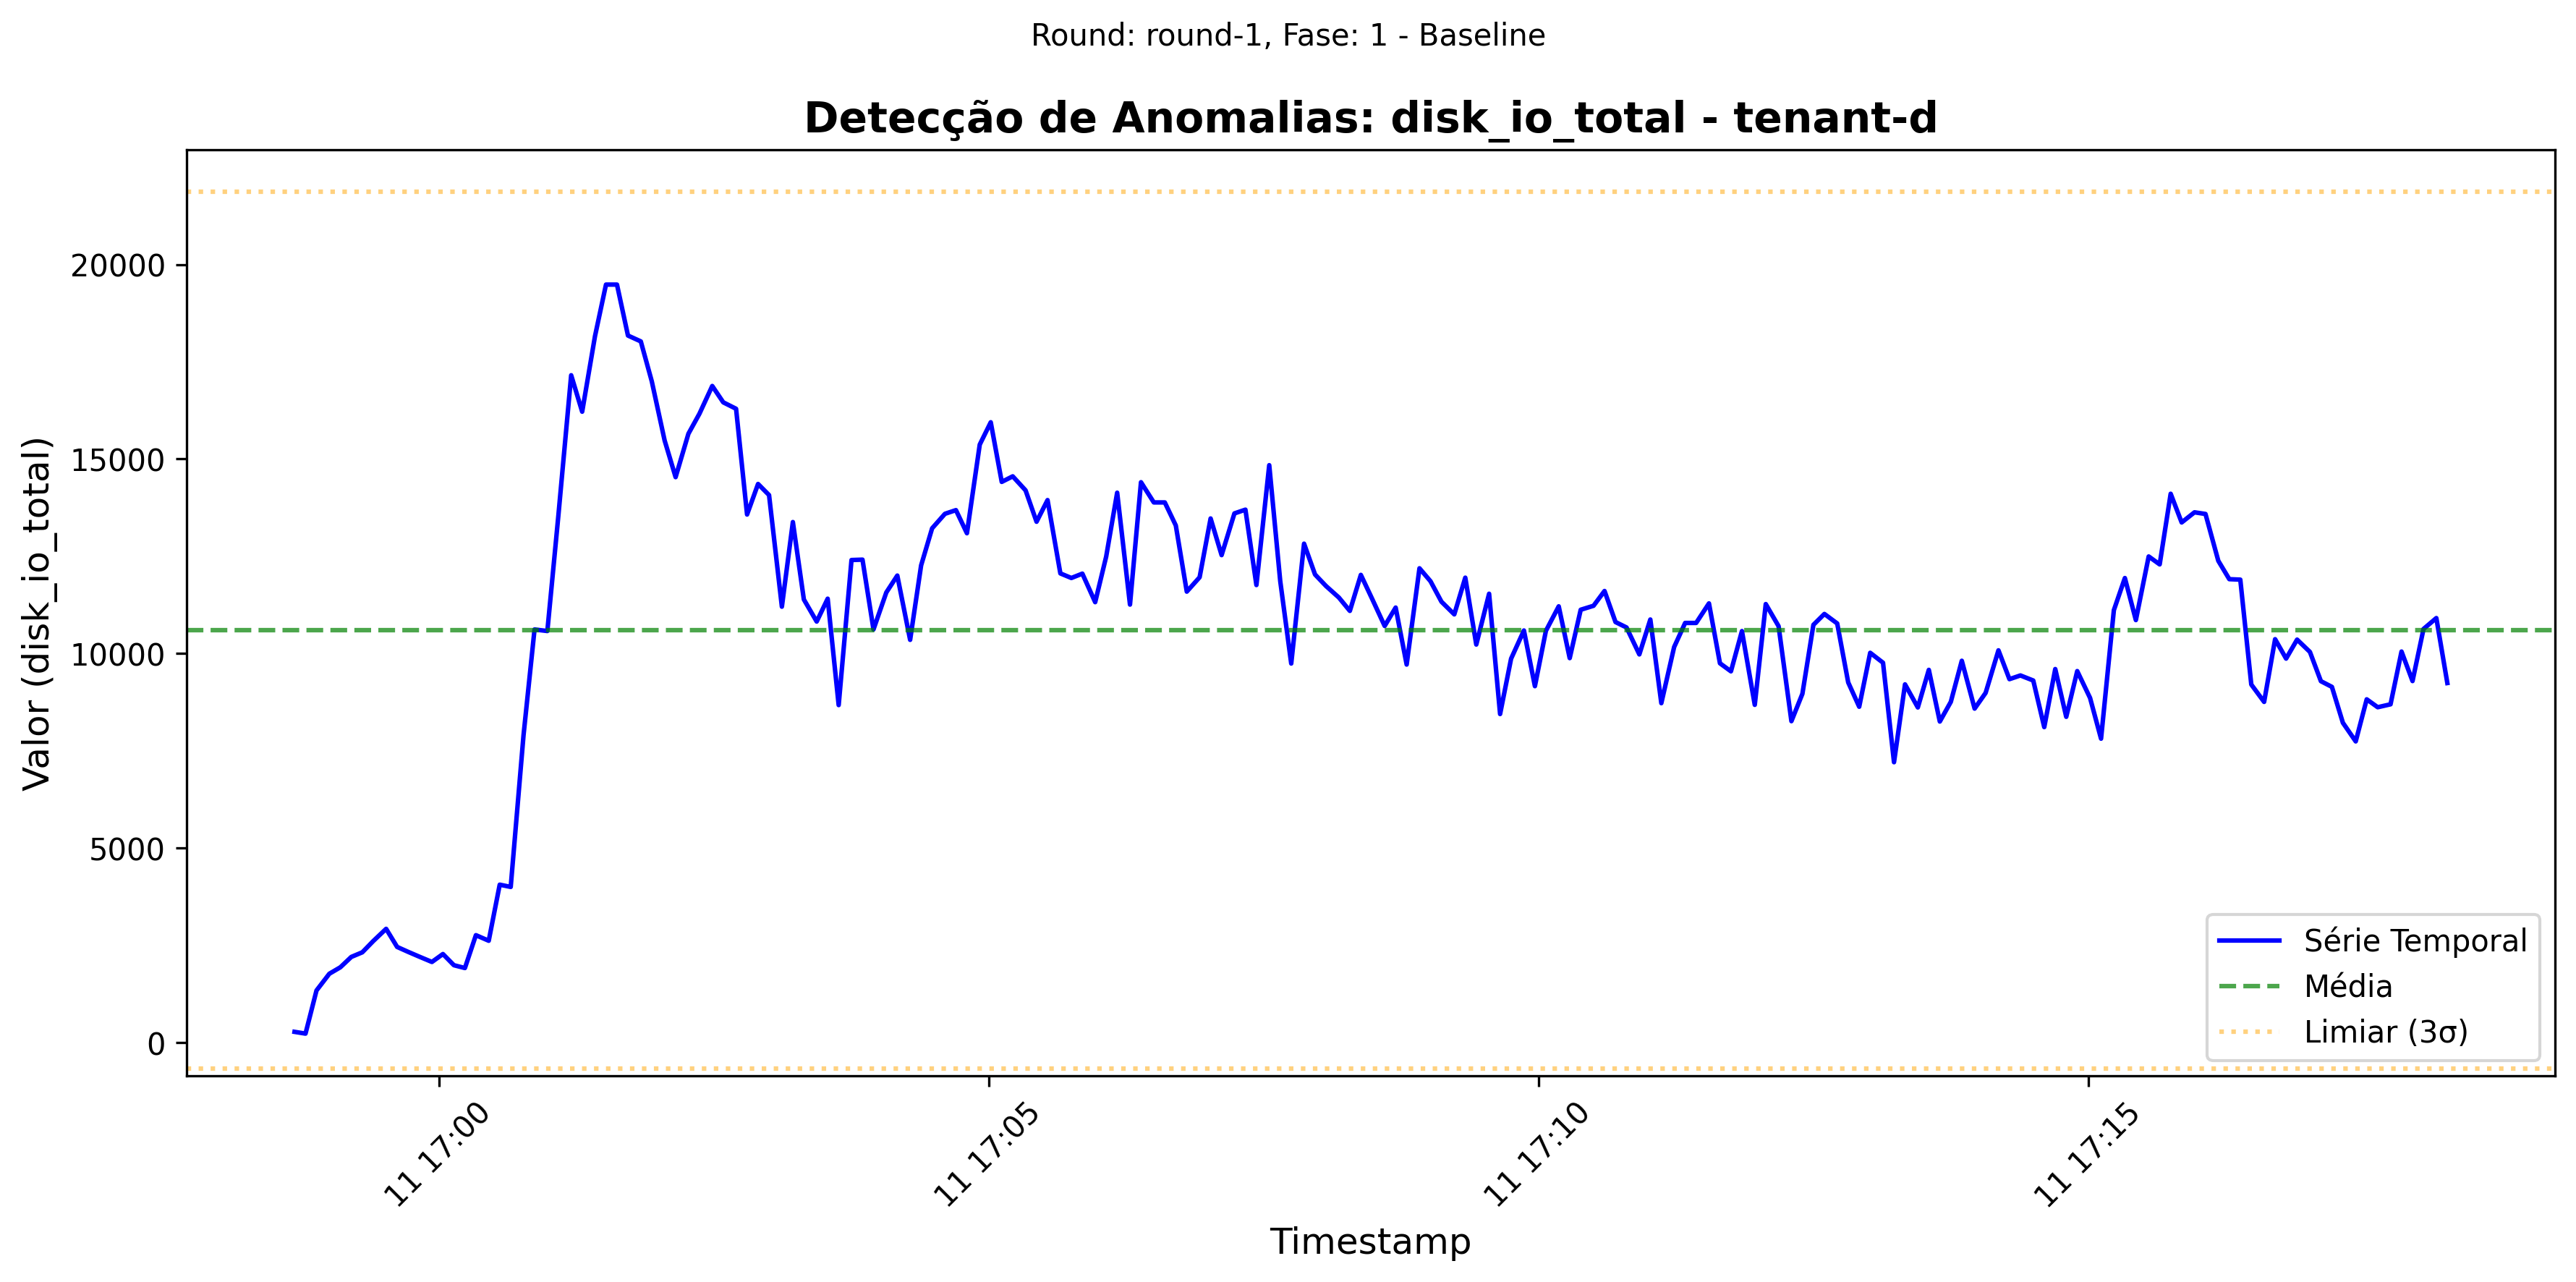 Round: round-1, Fase: 1 - Baseline
Detecção de Anomalias: disk_io_total - tenant-d
Valor (disk_io_total)
20000
15000
10000
5000
0
Série Temporal
Média
Limiar (3σ)
11 17:00
11 17:05
11 17:10
11 17:15
Timestamp